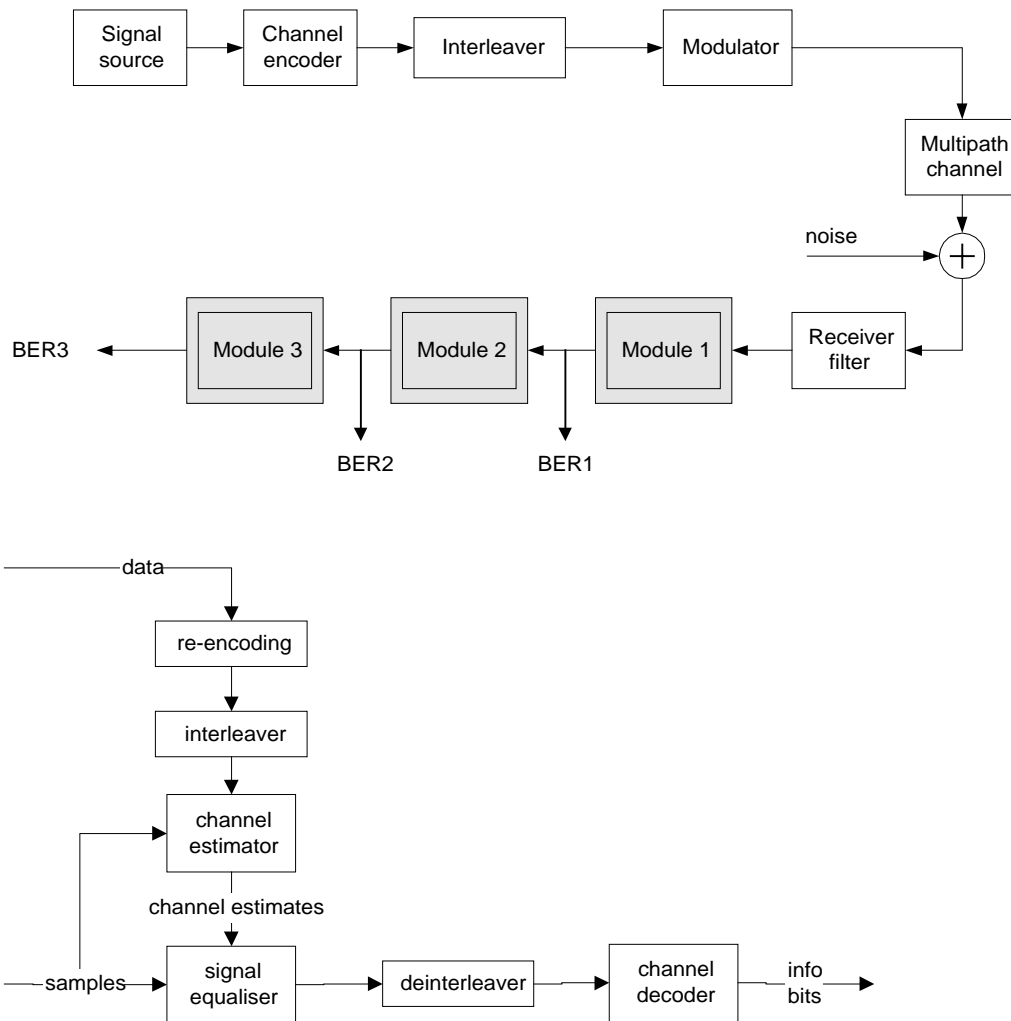 Signal
source
Channel
encoder
Interleaver
Modulator
Multipath
channel
noise
+
BER3
Module 3
Module 2
Module 1
Receiver
filter
BER2
BER1
data
re-encoding
interleaver
channel
estimator
channel estimates
samples
signal
equaliser
deinterleaver
channel
decoder
info
bits